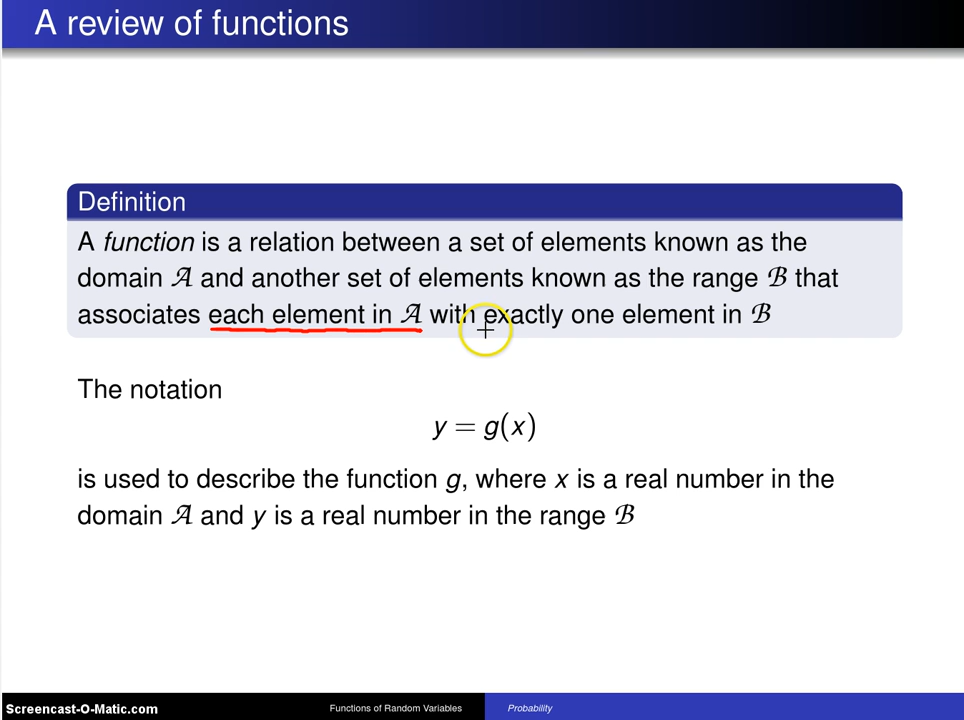 A review of functions
Definition
A function is a relation between a set of elements known as the
domain 𝒜 and another set of elements known as the range ℬ that
associates each element in 𝒜 with exactly one element in ℬ
The notation
y = g(x)
is used to describe the function g, where x is a real number in the
domain 𝒜 and y is a real number in the range ℬ
Screencast-O-Matic.com
Functions of Random Variables
Probability